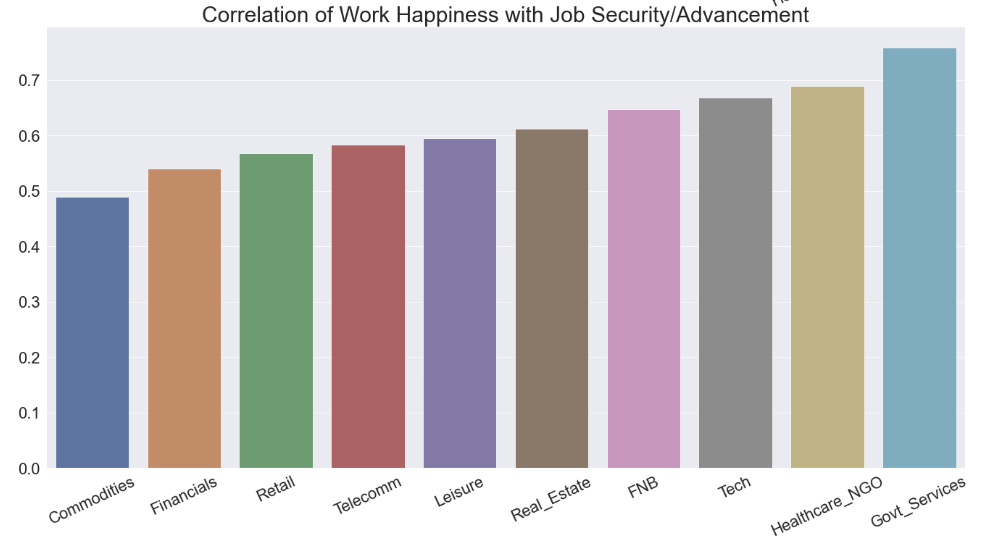 Correlation of Work Happiness with Job Security/Advancement
0.7
0.6
0.5
0.4
0.3
0.2
0.1
0.0
Commodities
Financials
Retail
Telecomm
Leisure
Real_Estate
FNB
Tech
Healthcare_NGO
Govt_Services